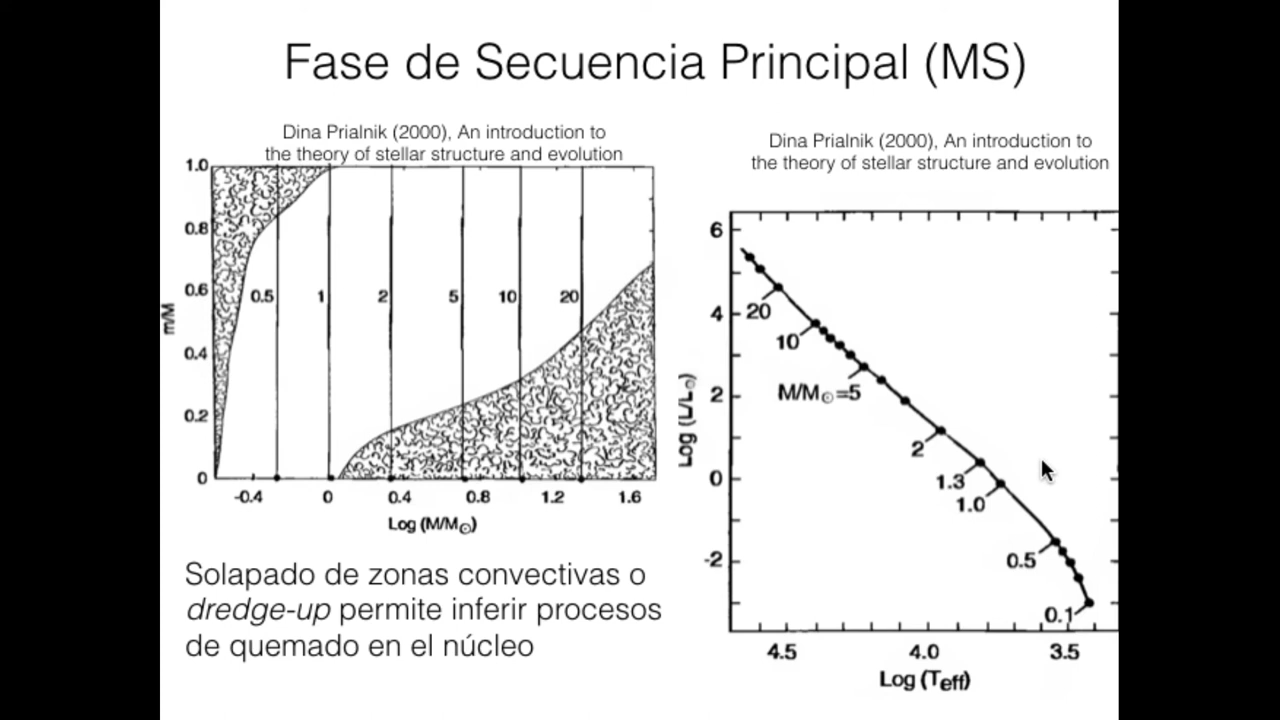 Fase de Secuencia Principal (MS)
Dina Prialnik (2000), An introduction to
the theory of stellar structure and evolution
1.0
0.8
0.6
0.4
0.2
0
m/M
0.5
1
2
5
10
20
-0.4
0
0.4
0.8
1.2
1.6
Log (M/M☉)
Solapado de zonas convectivas o
dredge-up permite inferir procesos
de quemado en el núcleo
Dina Prialnik (2000), An introduction to
the theory of stellar structure and evolution
6
4
2
0
-2
Log (L/L☉)
20
10
M/M☉=5
2
1.3
1.0
0.5
0.1
4.5
4.0
3.5
Log (Teff)